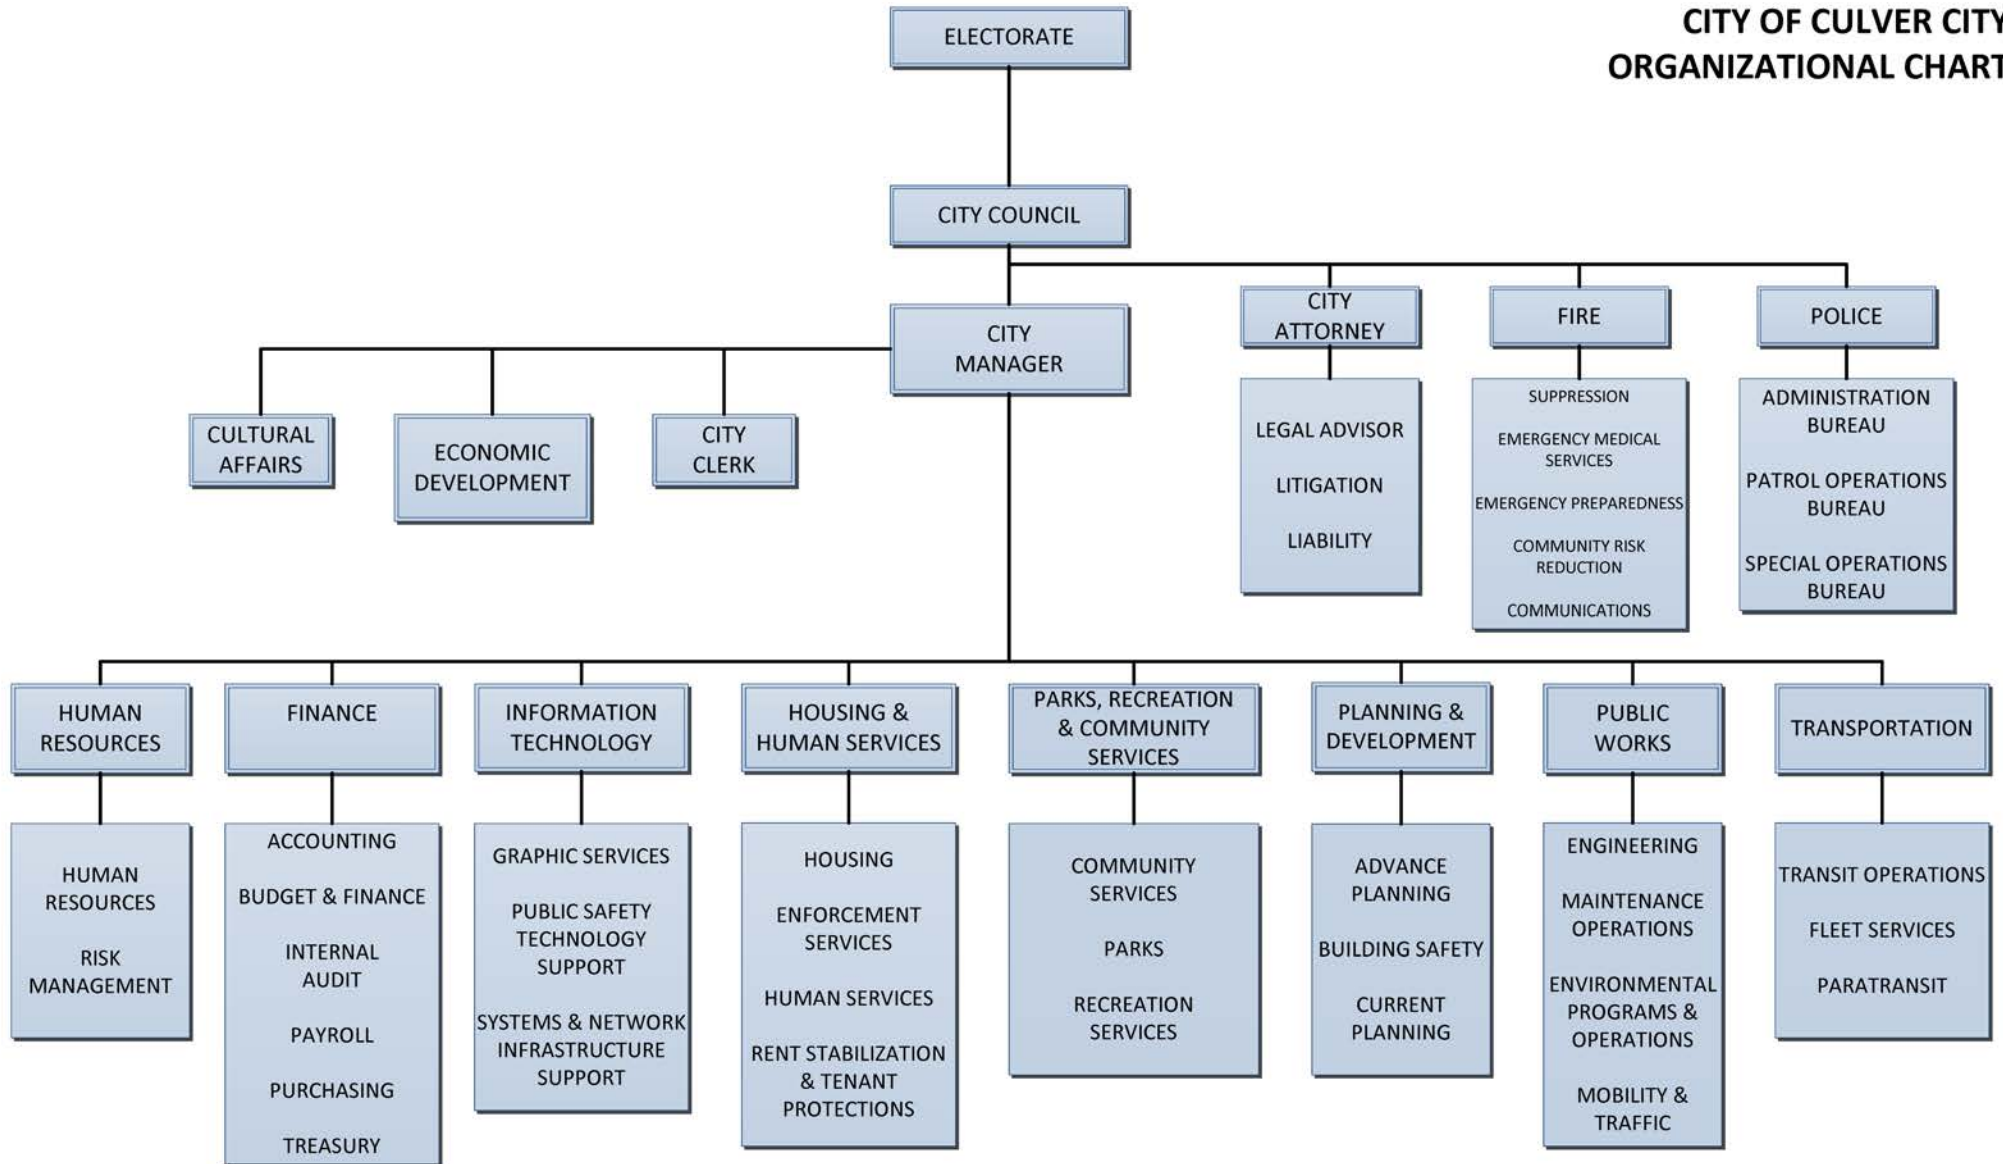 CITY OF CULVER CITY
ORGANIZATIONAL CHART
ELECTORATE
CITY COUNCIL
CITY
MANAGER
CITY
ATTORNEY
LEGAL ADVISOR
LITIGATION
LIABILITY
FIRE
SUPPRESSION
EMERGENCY MEDICAL
SERVICES
EMERGENCY PREPAREDNESS
COMMUNITY RISK
REDUCTION
COMMUNICATIONS
POLICE
ADMINISTRATION
BUREAU
PATROL OPERATIONS
BUREAU
SPECIAL OPERATIONS
BUREAU
CULTURAL
AFFAIRS
ECONOMIC
DEVELOPMENT
CITY
CLERK
HUMAN
RESOURCES
HUMAN
RESOURCES
RISK
MANAGEMENT
FINANCE
ACCOUNTING
BUDGET & FINANCE
INTERNAL
AUDIT
PAYROLL
PURCHASING
TREASURY
INFORMATION
TECHNOLOGY
GRAPHIC SERVICES
PUBLIC SAFETY
TECHNOLOGY
SUPPORT
SYSTEMS & NETWORK
INFRASTRUCTURE
SUPPORT
HOUSING &
HUMAN SERVICES
HOUSING
ENFORCEMENT
SERVICES
HUMAN SERVICES
RENT STABILIZATION
& TENANT
PROTECTIONS
PARKS, RECREATION
& COMMUNITY
SERVICES
COMMUNITY
SERVICES
PARKS
RECREATION
SERVICES
PLANNING &
DEVELOPMENT
ADVANCE
PLANNING
BUILDING SAFETY
CURRENT
PLANNING
PUBLIC
WORKS
ENGINEERING
MAINTENANCE
OPERATIONS
ENVIRONMENTAL
PROGRAMS &
OPERATIONS
MOBILITY &
TRAFFIC
TRANSPORTATION
TRANSIT OPERATIONS
FLEET SERVICES
PARATRANSIT